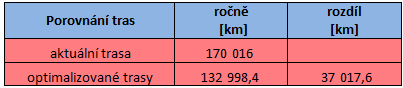 Porovnání tras ročně [km] rozdíl [km]
aktuální trasa 170 016
optimalizované trasy 132 998,4 37 017,6